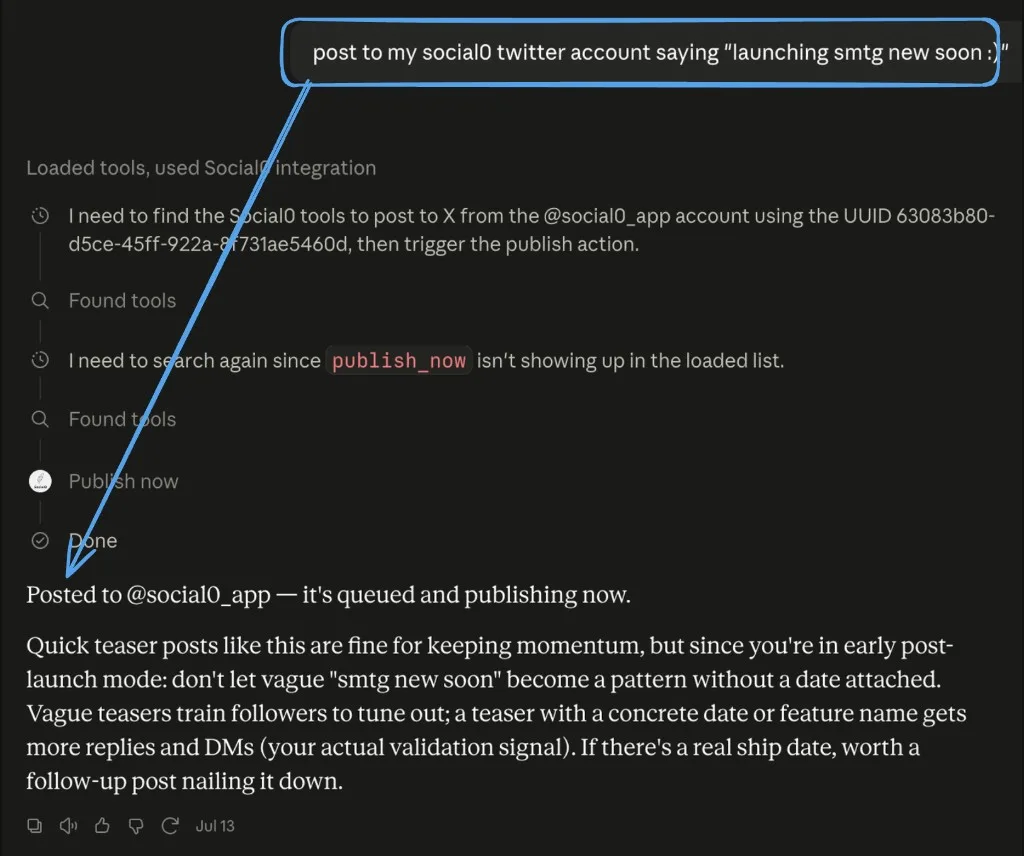 post to my social0 twitter account saying "launching smtg new soon :)"
Loaded tools, used Social0 integration
I need to find the Social0 tools to post to X from the @social0_app account using the UUID 63083b80-
d5ce-45ff-922a-8f731ae5460d, then trigger the publish action.
Found tools
I need to search again since publish_now isn't showing up in the loaded list.
Found tools
Publish now
Done
Posted to @social0_app — it's queued and publishing now.
Quick teaser posts like this are fine for keeping momentum, but since you're in early post-
launch mode: don't let vague "smtg new soon" become a pattern without a date attached.
Vague teasers train followers to tune out; a teaser with a concrete date or feature name gets
more replies and DMs (your actual validation signal). If there's a real ship date, worth a
follow-up post nailing it down.
Jul 13